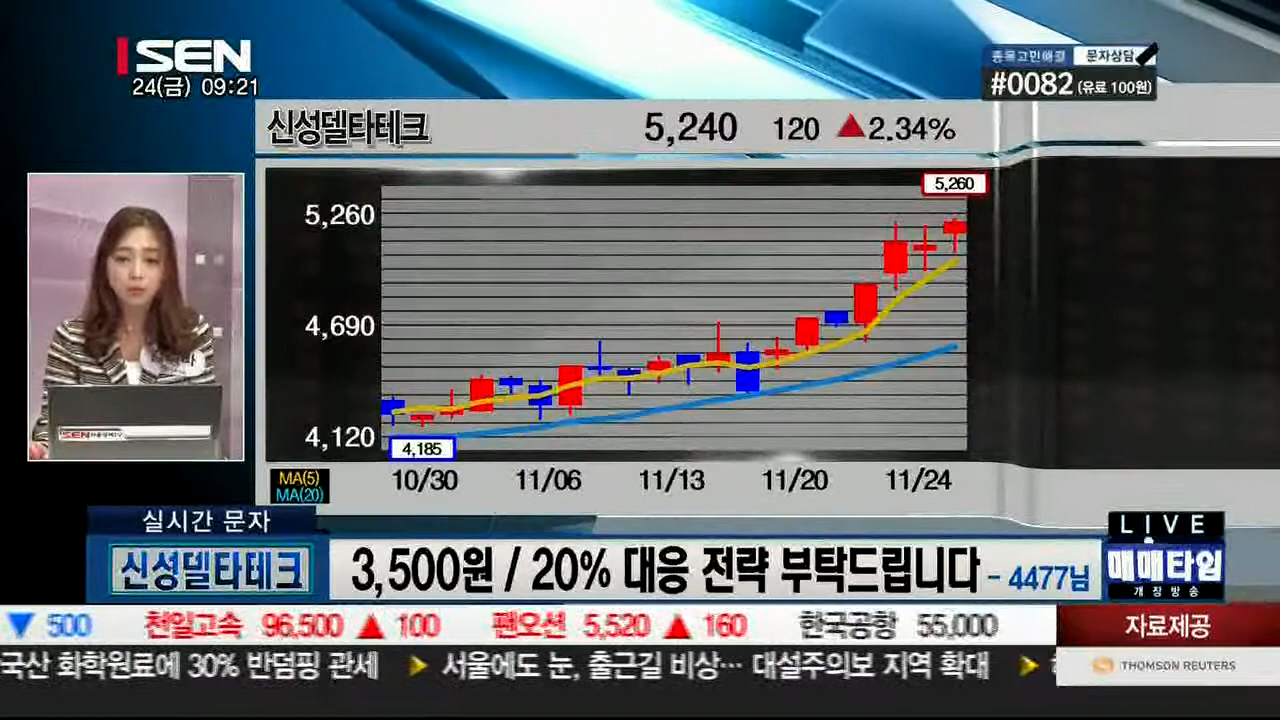 SEN
24(금) 09:21
종목고민해결 문자상담
#0082 (유료 100원)
신성델타테크 5,240 120 ▲2.34%
5,260
5,260
4,690
4,120
4,185
10/30 11/06 11/13 11/20 11/24
MA(5)
MA(20)
SEN
실시간 문자
신성델타테크 3,500원 / 20% 대응 전략 부탁드립니다 - 4477님
LIVE
매매타임
개장방송
▼ 500 천일고속 96,500 ▲ 100 팬오션 5,520 ▲ 160 한국공항 55,000
자료제공
국산 화학원료에 30% 반덤핑 관세 ▶ 서울에도 눈, 출근길 비상… 대설주의보 지역 확대 ▶
THOMSON REUTERS